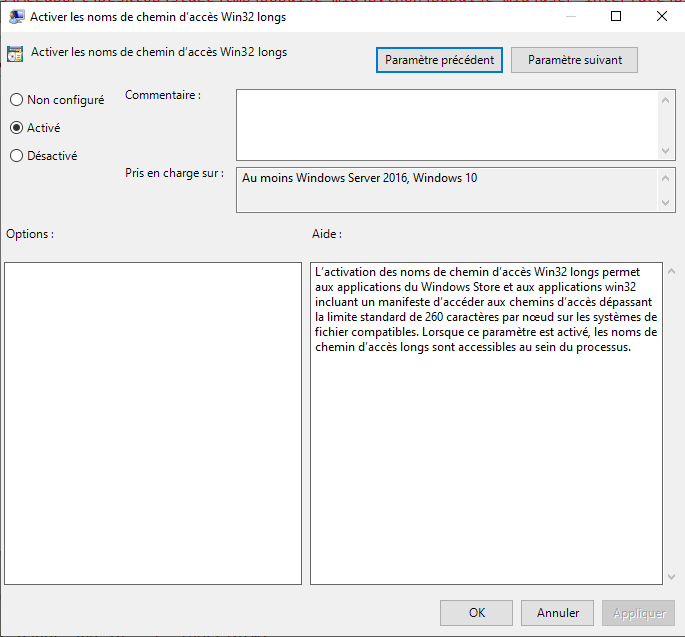 Activer les noms de chemin d'accès Win32 longs
Activer les noms de chemin d'accès Win32 longs
Paramètre précédent
Paramètre suivant
Non configuré
Activé
Désactivé
Commentaire :
Pris en charge sur :
Au moins Windows Server 2016, Windows 10
Options :
Aide :
L'activation des noms de chemin d'accès Win32 longs permet
aux applications du Windows Store et aux applications win32
incluant un manifeste d'accéder aux chemins d'accès dépassant
la limite standard de 260 caractères par nœud sur les systèmes de
fichier compatibles. Lorsque ce paramètre est activé, les noms de
chemin d'accès longs sont accessibles au sein du processus.
OK
Annuler
Appliquer